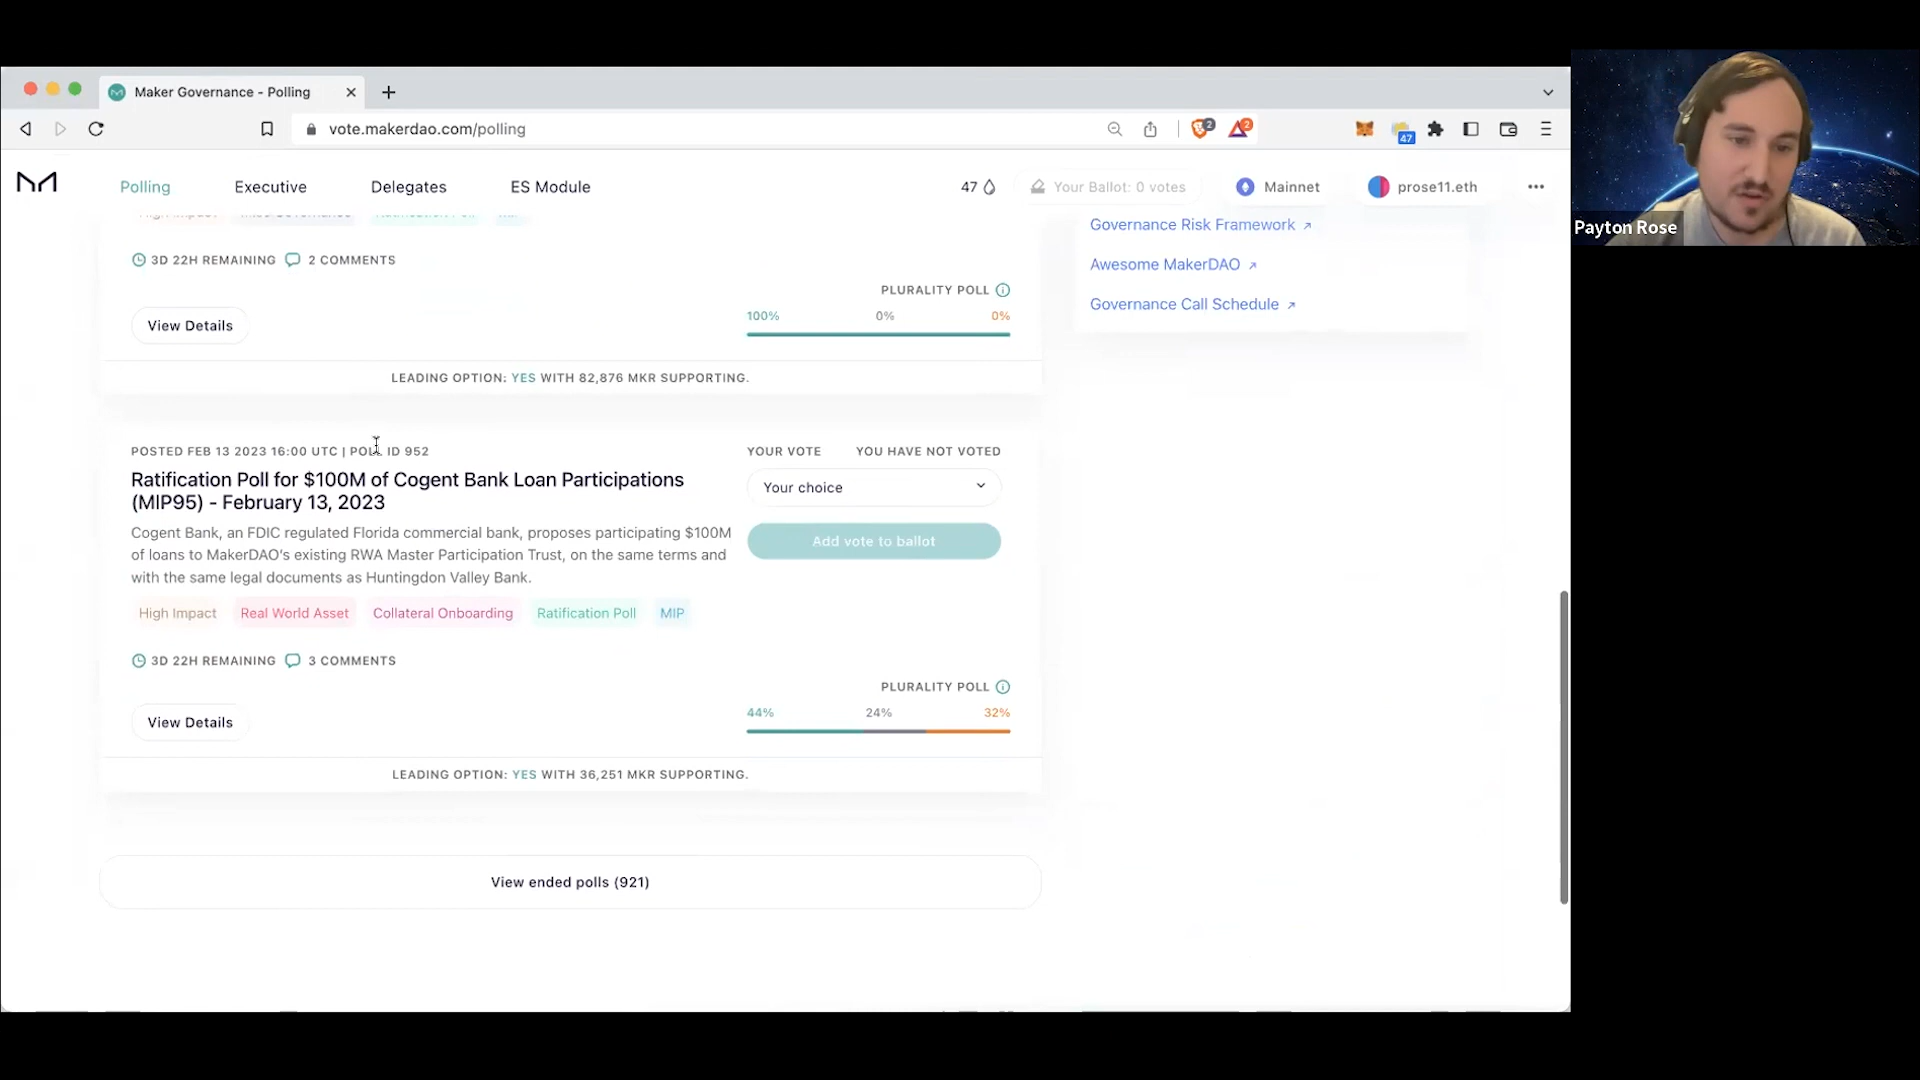 Maker Governance - Polling
vote.makerdao.com/polling
2
2
47
Polling
Executive
Delegates
ES Module
47
Your Ballot: 0 votes
Mainnet
prose11.eth
Payton Rose
High Impact
Ratification Poll
MIP
Governance Risk Framework
Awesome MakerDAO
Governance Call Schedule
3D 22H REMAINING
2 COMMENTS
PLURALITY POLL
View Details
100%
0%
0%
LEADING OPTION: YES WITH 82,876 MKR SUPPORTING.
POSTED FEB 13 2023 16:00 UTC | POLL ID 952
Ratification Poll for $100M of Cogent Bank Loan Participations
(MIP95) - February 13, 2023
Cogent Bank, an FDIC regulated Florida commercial bank, proposes participating $100M
of loans to MakerDAO's existing RWA Master Participation Trust, on the same terms and
with the same legal documents as Huntingdon Valley Bank.
YOUR VOTE
YOU HAVE NOT VOTED
Your choice
Add vote to ballot
High Impact
Real World Asset
Collateral Onboarding
Ratification Poll
MIP
3D 22H REMAINING
3 COMMENTS
PLURALITY POLL
View Details
44%
24%
32%
LEADING OPTION: YES WITH 36,251 MKR SUPPORTING.
View ended polls (921)